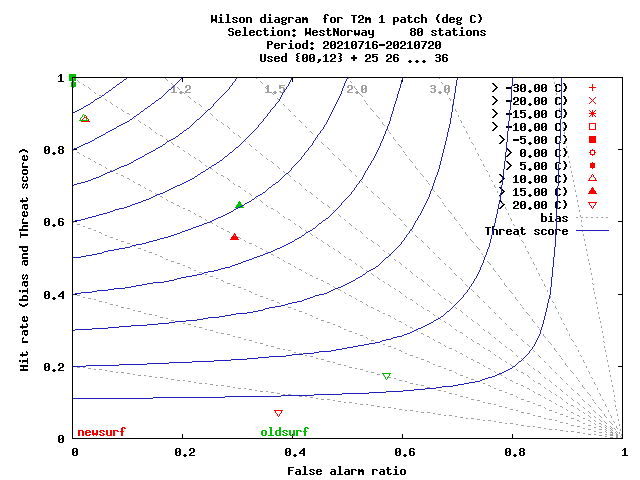 Wilson diagram  for T2m 1 patch (deg C)
Selection: WestNorway     80 stations
Period: 20210716-20210720
Used {00,12} + 25 26 ... 36
1
0.8
0.6
0.4
0.2
0
Hit rate (bias and Threat score)
1.2
1.5
2.0
3.0
> -30.00 C)
> -20.00 C)
> -15.00 C)
> -10.00 C)
> -5.00 C)
> 0.00 C)
> 5.00 C)
> 10.00 C)
> 15.00 C)
> 20.00 C)
bias
Threat score
newsurf
oldsurf
0 0.2 0.4 0.6 0.8 1
False alarm ratio